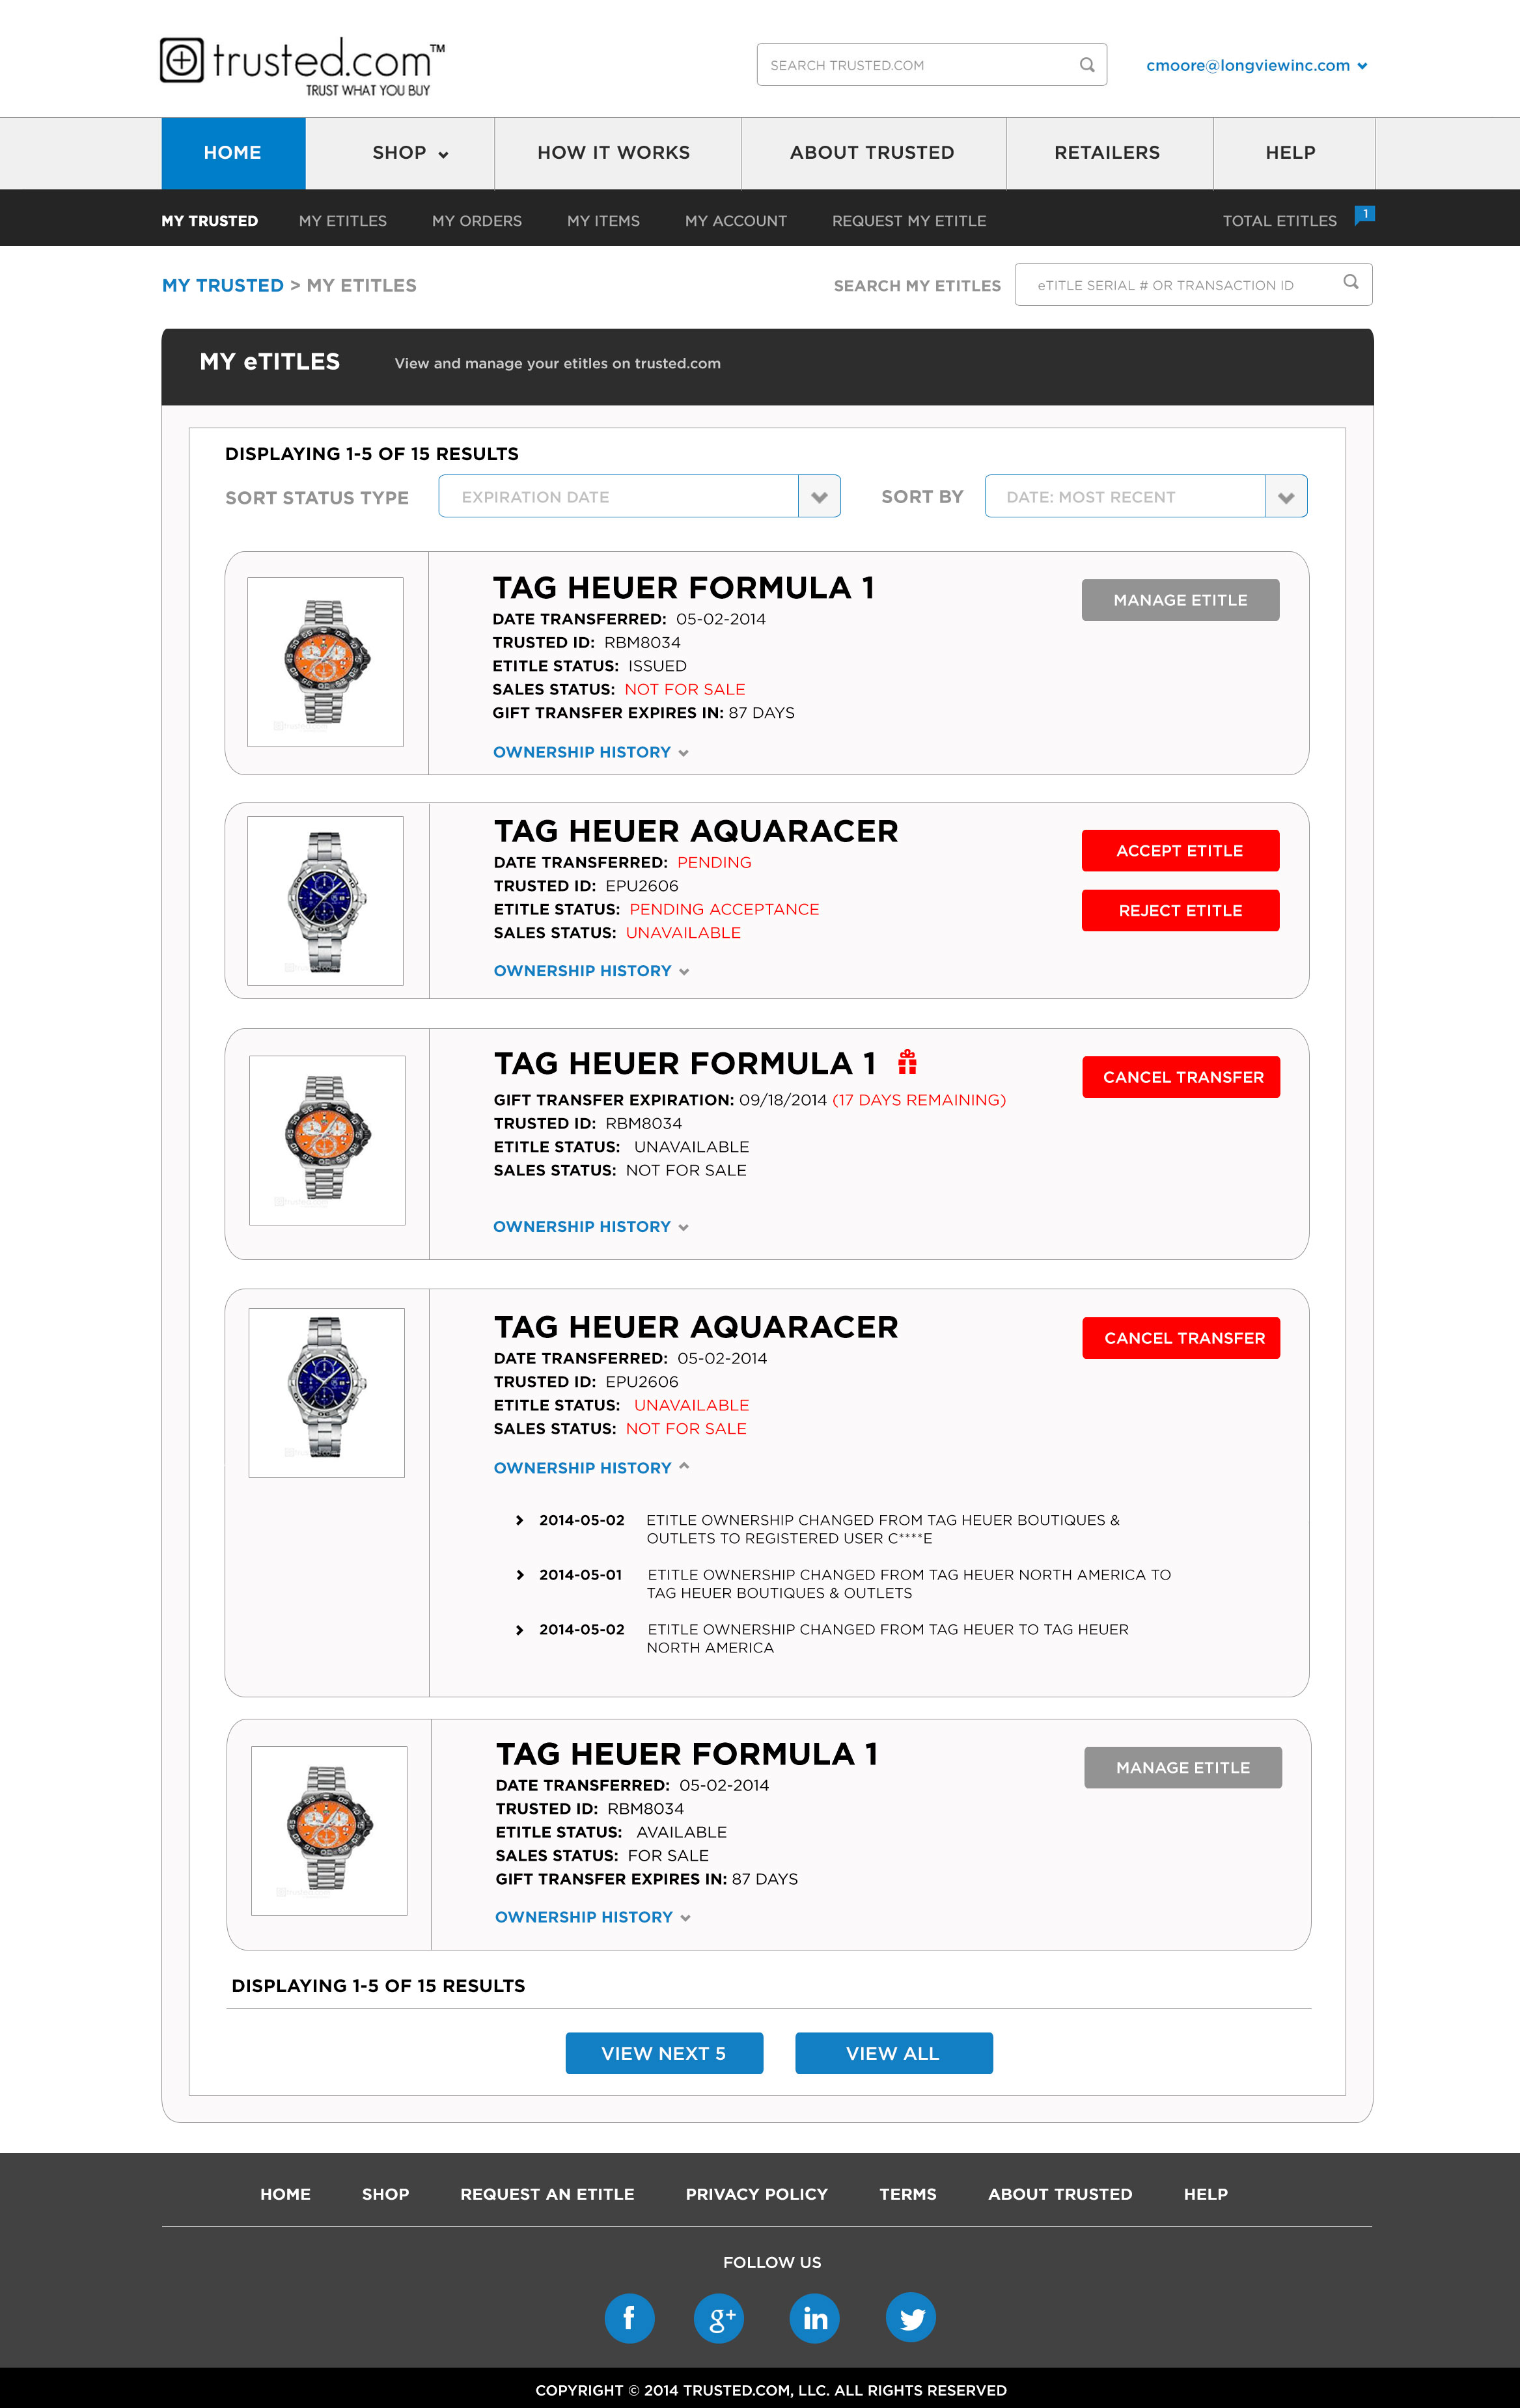 trusted.com™
TRUST WHAT YOU BUY
SEARCH TRUSTED.COM
cmoore@longviewinc.com
HOME
SHOP
HOW IT WORKS
ABOUT TRUSTED
RETAILERS
HELP
MY TRUSTED
MY ETITLES
MY ORDERS
MY ITEMS
MY ACCOUNT
REQUEST MY ETITLE
TOTAL ETITLES
1
MY TRUSTED > MY ETITLES
SEARCH MY ETITLES
eTITLE SERIAL # OR TRANSACTION ID
MY eTITLES
View and manage your etitles on trusted.com
DISPLAYING 1-5 OF 15 RESULTS
SORT STATUS TYPE
EXPIRATION DATE
SORT BY
DATE: MOST RECENT
TAG HEUER FORMULA 1
DATE TRANSFERRED: 05-02-2014
TRUSTED ID: RBM8034
ETITLE STATUS: ISSUED
SALES STATUS: NOT FOR SALE
GIFT TRANSFER EXPIRES IN: 87 DAYS
OWNERSHIP HISTORY
MANAGE ETITLE
TAG HEUER AQUARACER
DATE TRANSFERRED: PENDING
TRUSTED ID: EPU2606
ETITLE STATUS: PENDING ACCEPTANCE
SALES STATUS: UNAVAILABLE
OWNERSHIP HISTORY
ACCEPT ETITLE
REJECT ETITLE
TAG HEUER FORMULA 1
GIFT TRANSFER EXPIRATION: 09/18/2014 (17 DAYS REMAINING)
TRUSTED ID: RBM8034
ETITLE STATUS: UNAVAILABLE
SALES STATUS: NOT FOR SALE
OWNERSHIP HISTORY
CANCEL TRANSFER
TAG HEUER AQUARACER
DATE TRANSFERRED: 05-02-2014
TRUSTED ID: EPU2606
ETITLE STATUS: UNAVAILABLE
SALES STATUS: NOT FOR SALE
OWNERSHIP HISTORY
CANCEL TRANSFER
2014-05-02 ETITLE OWNERSHIP CHANGED FROM TAG HEUER BOUTIQUES &
OUTLETS TO REGISTERED USER C****E
2014-05-01 ETITLE OWNERSHIP CHANGED FROM TAG HEUER NORTH AMERICA TO
TAG HEUER BOUTIQUES & OUTLETS
2014-05-02 ETITLE OWNERSHIP CHANGED FROM TAG HEUER TO TAG HEUER
NORTH AMERICA
TAG HEUER FORMULA 1
DATE TRANSFERRED: 05-02-2014
TRUSTED ID: RBM8034
ETITLE STATUS: AVAILABLE
SALES STATUS: FOR SALE
GIFT TRANSFER EXPIRES IN: 87 DAYS
OWNERSHIP HISTORY
MANAGE ETITLE
DISPLAYING 1-5 OF 15 RESULTS
VIEW NEXT 5
VIEW ALL
HOME
SHOP
REQUEST AN ETITLE
PRIVACY POLICY
TERMS
ABOUT TRUSTED
HELP
FOLLOW US
f
g+
in
COPYRIGHT © 2014 TRUSTED.COM, LLC. ALL RIGHTS RESERVED